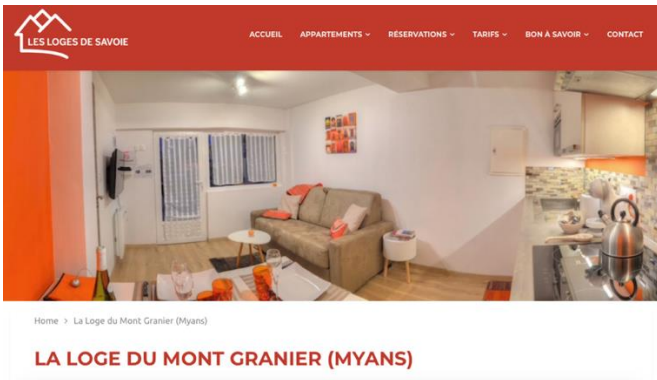 LES LOGES DE SAVOIE
ACCUEIL APPARTEMENTS RÉSERVATIONS TARIFS BON À SAVOIR CONTACT
Home > La Loge du Mont Granier (Myans)
LA LOGE DU MONT GRANIER (MYANS)